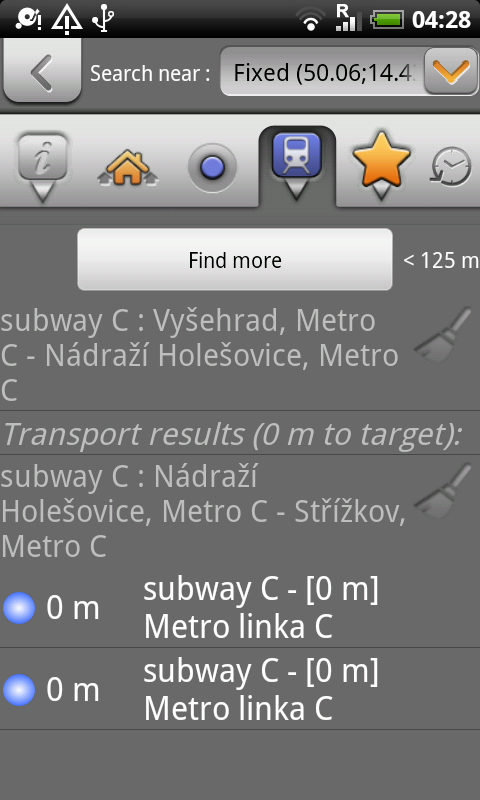 R 04:28
Search near : Fixed (50.06;14.4
Find more < 125 m
subway C : Vyšehrad, Metro
C - Nádraží Holešovice, Metro
C
Transport results (0 m to target):
subway C : Nádraží
Holešovice, Metro C - Střížkov,
Metro C
0 m subway C - [0 m]
Metro linka C
0 m subway C - [0 m]
Metro linka C